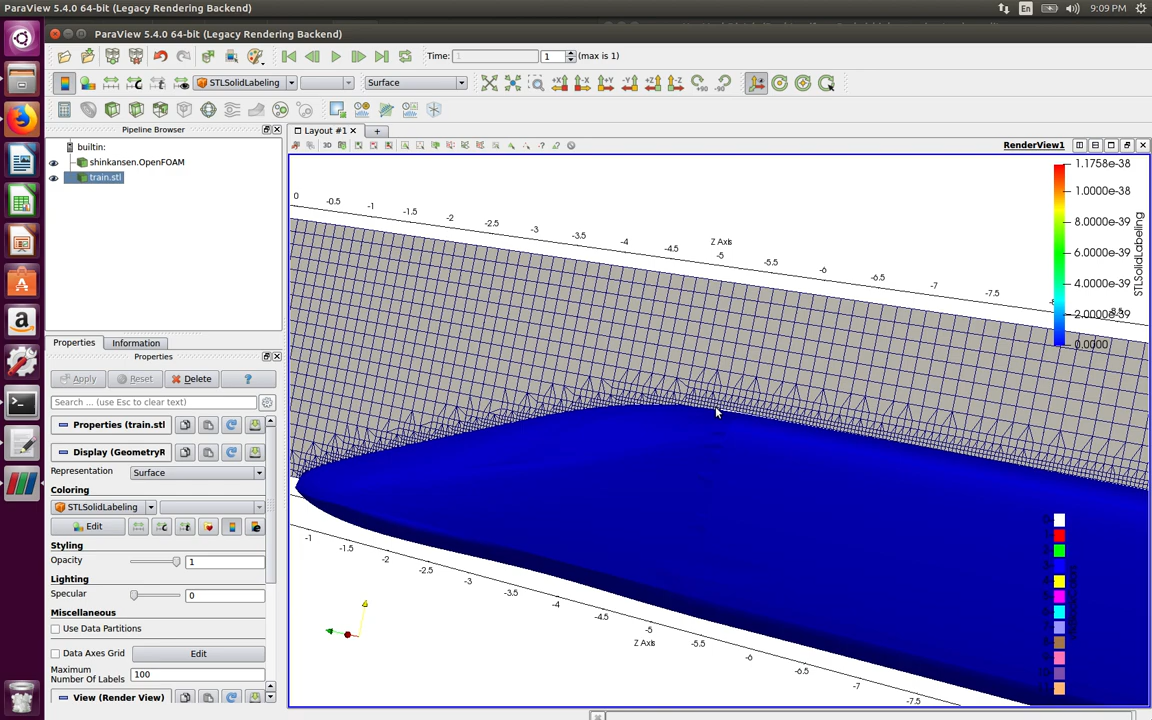 ParaView 5.4.0 64-bit (Legacy Rendering Backend)
En
9:09 PM
ParaView 5.4.0 64-bit (Legacy Rendering Backend)
Time: 1
1
(max is 1)
STLSolidLabeling
Surface
+X
-X
+Y
-Y
+Z
-Z
+90
-90
Pipeline Browser
builtin:
shinkansen.OpenFOAM
train.stl
Layout #1
+
3D
RenderView1
Properties
Information
Properties
Apply
Reset
Delete
?
Search ... (use Esc to clear text)
Properties (train.stl
Display (GeometryR
Representation
Surface
Coloring
STLSolidLabeling
Edit
Styling
Opacity
1
Lighting
Specular
0
Miscellaneous
Use Data Partitions
Data Axes Grid
Edit
Maximum
Number Of Labels
100
View (Render View)
0
-0.5
-1
-1.5
-2
-2.5
-3
-3.5
-4
-4.5
Z Axis
-5
-5.5
-6
-6.5
-7
-7.5
1.1758e-38
1.0000e-38
8.0000e-39
6.0000e-39
4.0000e-39
2.0000e-39
0.0000
STLSolidLabeling
-1
-1.5
-2
-2.5
-3
-3.5
-4
-4.5
-5
Z Axis
-5.5
-6
-6.5
-7
-7.5